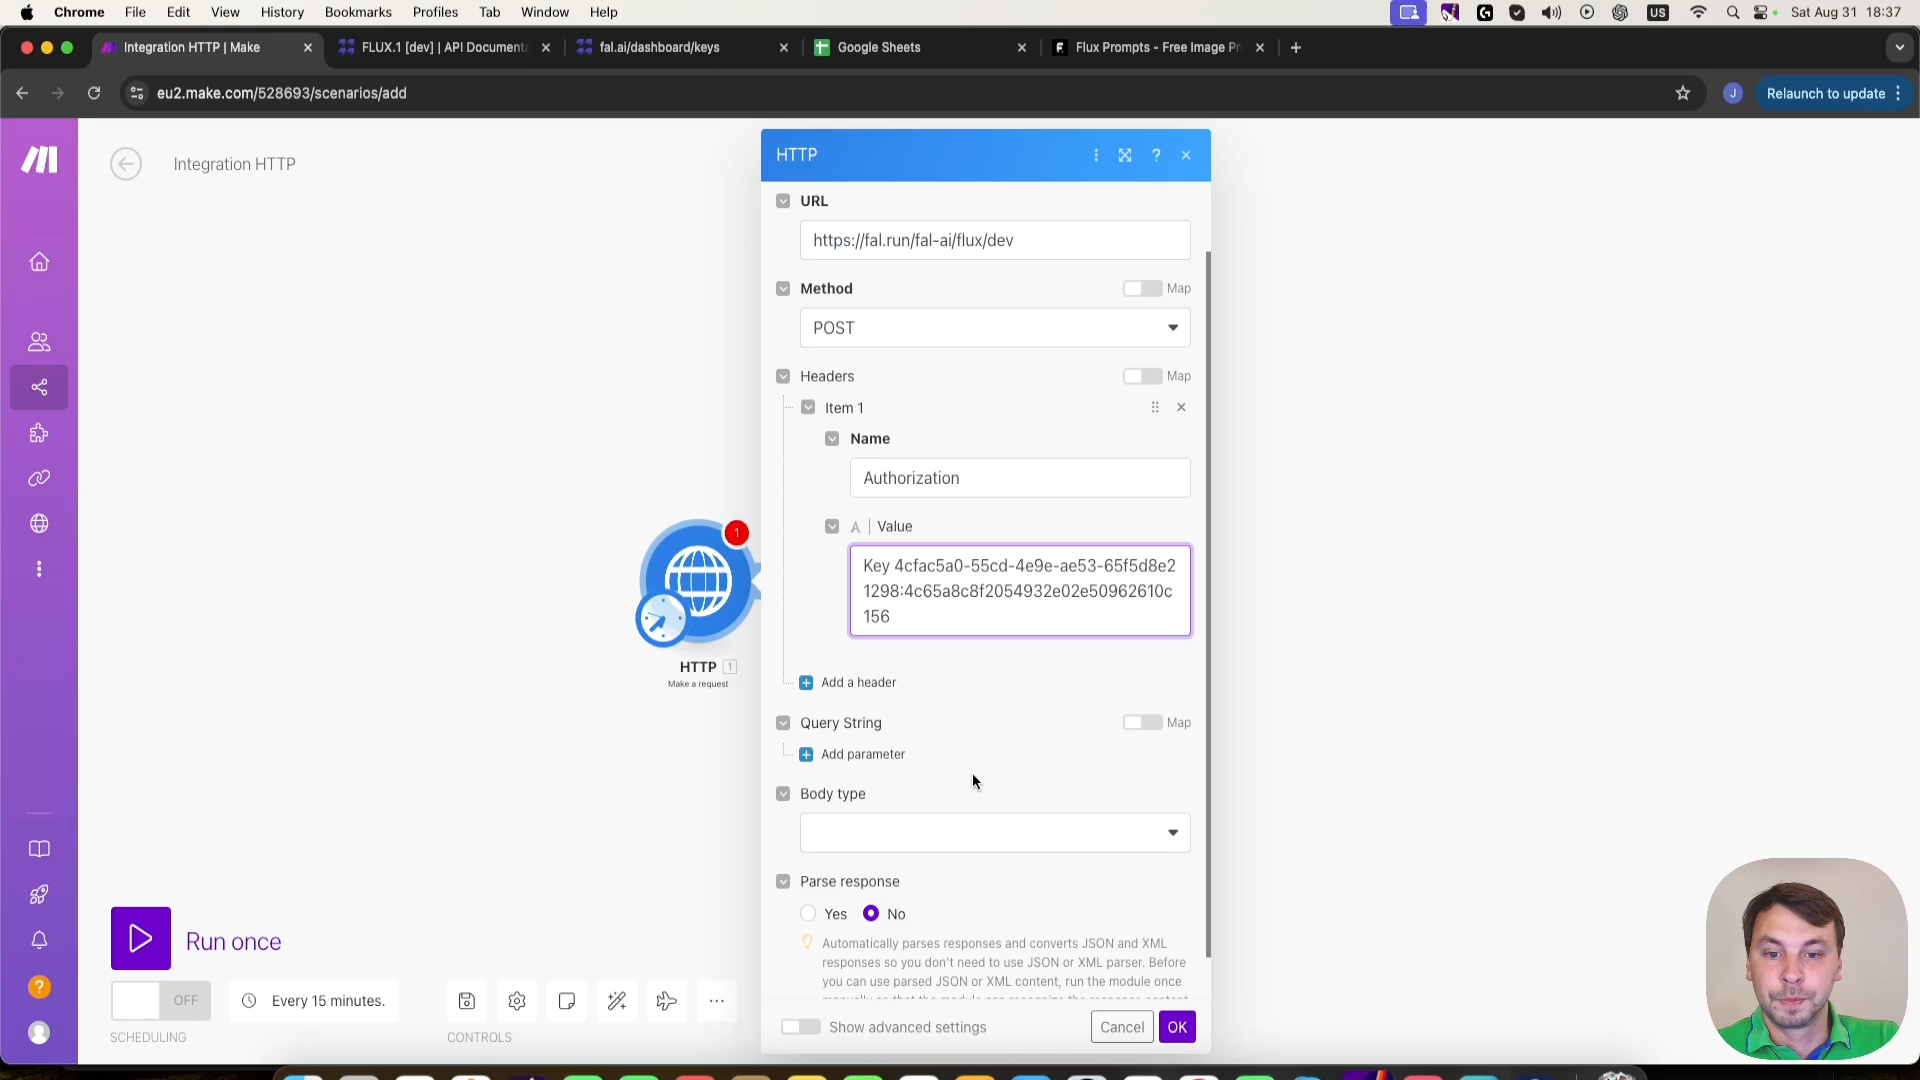 Chrome File Edit View History Bookmarks Profiles Tab Window Help US Sat Aug 31 18:37
Integration HTTP | Make FLUX.1 [dev] | API Document fal.ai/dashboard/keys Google Sheets Flux Prompts - Free Image Pr
eu2.make.com/528693/scenarios/add J Relaunch to update
Integration HTTP
HTTP
URL
https://fal.run/fal-ai/flux/dev
Method Map
POST
Headers Map
Item 1
Name
Authorization
A Value
Key 4cfac5a0-55cd-4e9e-ae53-65f5d8e2
1298:4c65a8c8f2054932e02e50962610c
156
1
HTTP 1
Make a request
Add a header
Query String Map
Add parameter
Body type
Parse response
Yes No
Automatically parses responses and converts JSON and XML
responses so you don't need to use JSON or XML parser. Before
you can use parsed JSON or XML content, run the module once
Run once
OFF Every 15 minutes.
SCHEDULING CONTROLS
Show advanced settings Cancel OK